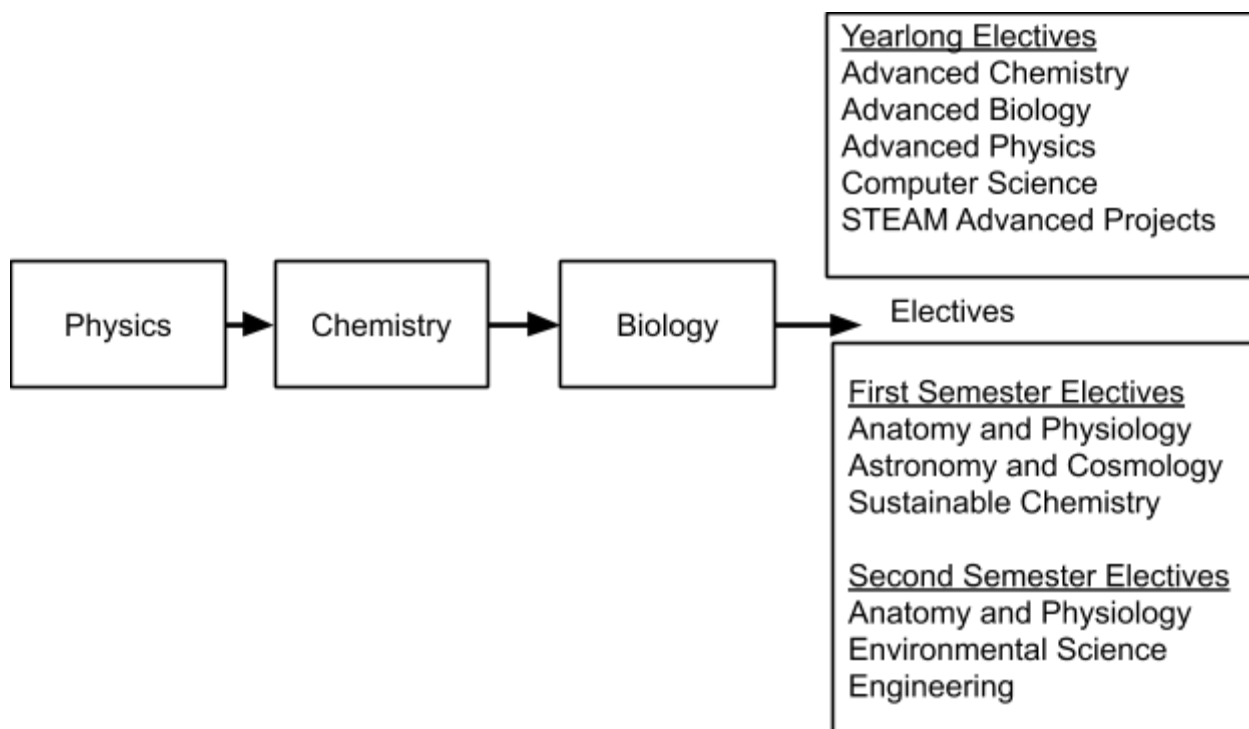 Yearlong Electives
Advanced Chemistry
Advanced Biology
Advanced Physics
Computer Science
STEAM Advanced Projects
Physics
Chemistry
Biology
Electives
First Semester Electives
Anatomy and Physiology
Astronomy and Cosmology
Sustainable Chemistry
Second Semester Electives
Anatomy and Physiology
Environmental Science
Engineering